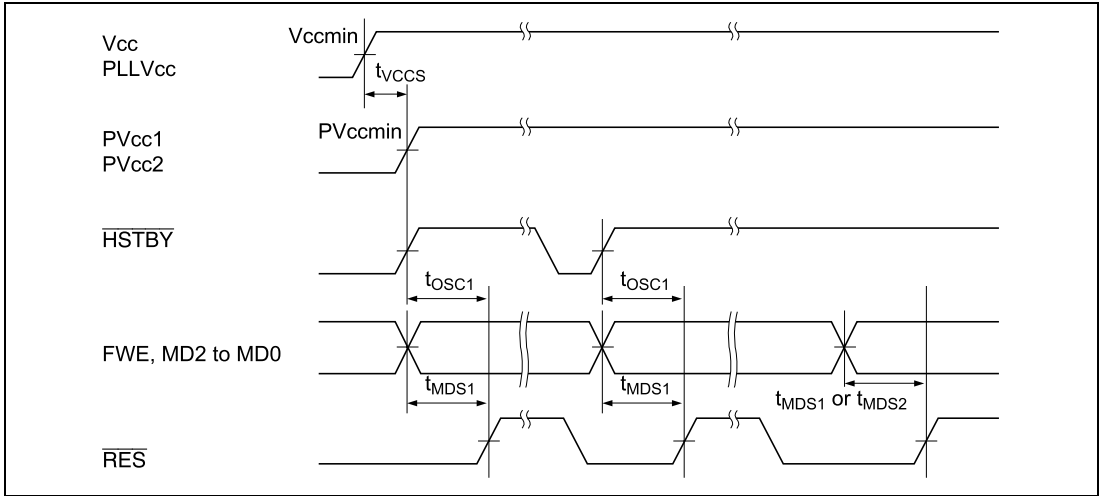 Vcc
PLLVcc
Vccmin
tVCCS
PVcc1
PVcc2
PVccmin
HSTBY
tOSC1
tOSC1
FWE, MD2 to MD0
tMDS1
tMDS1
tMDS1 or tMDS2
RES